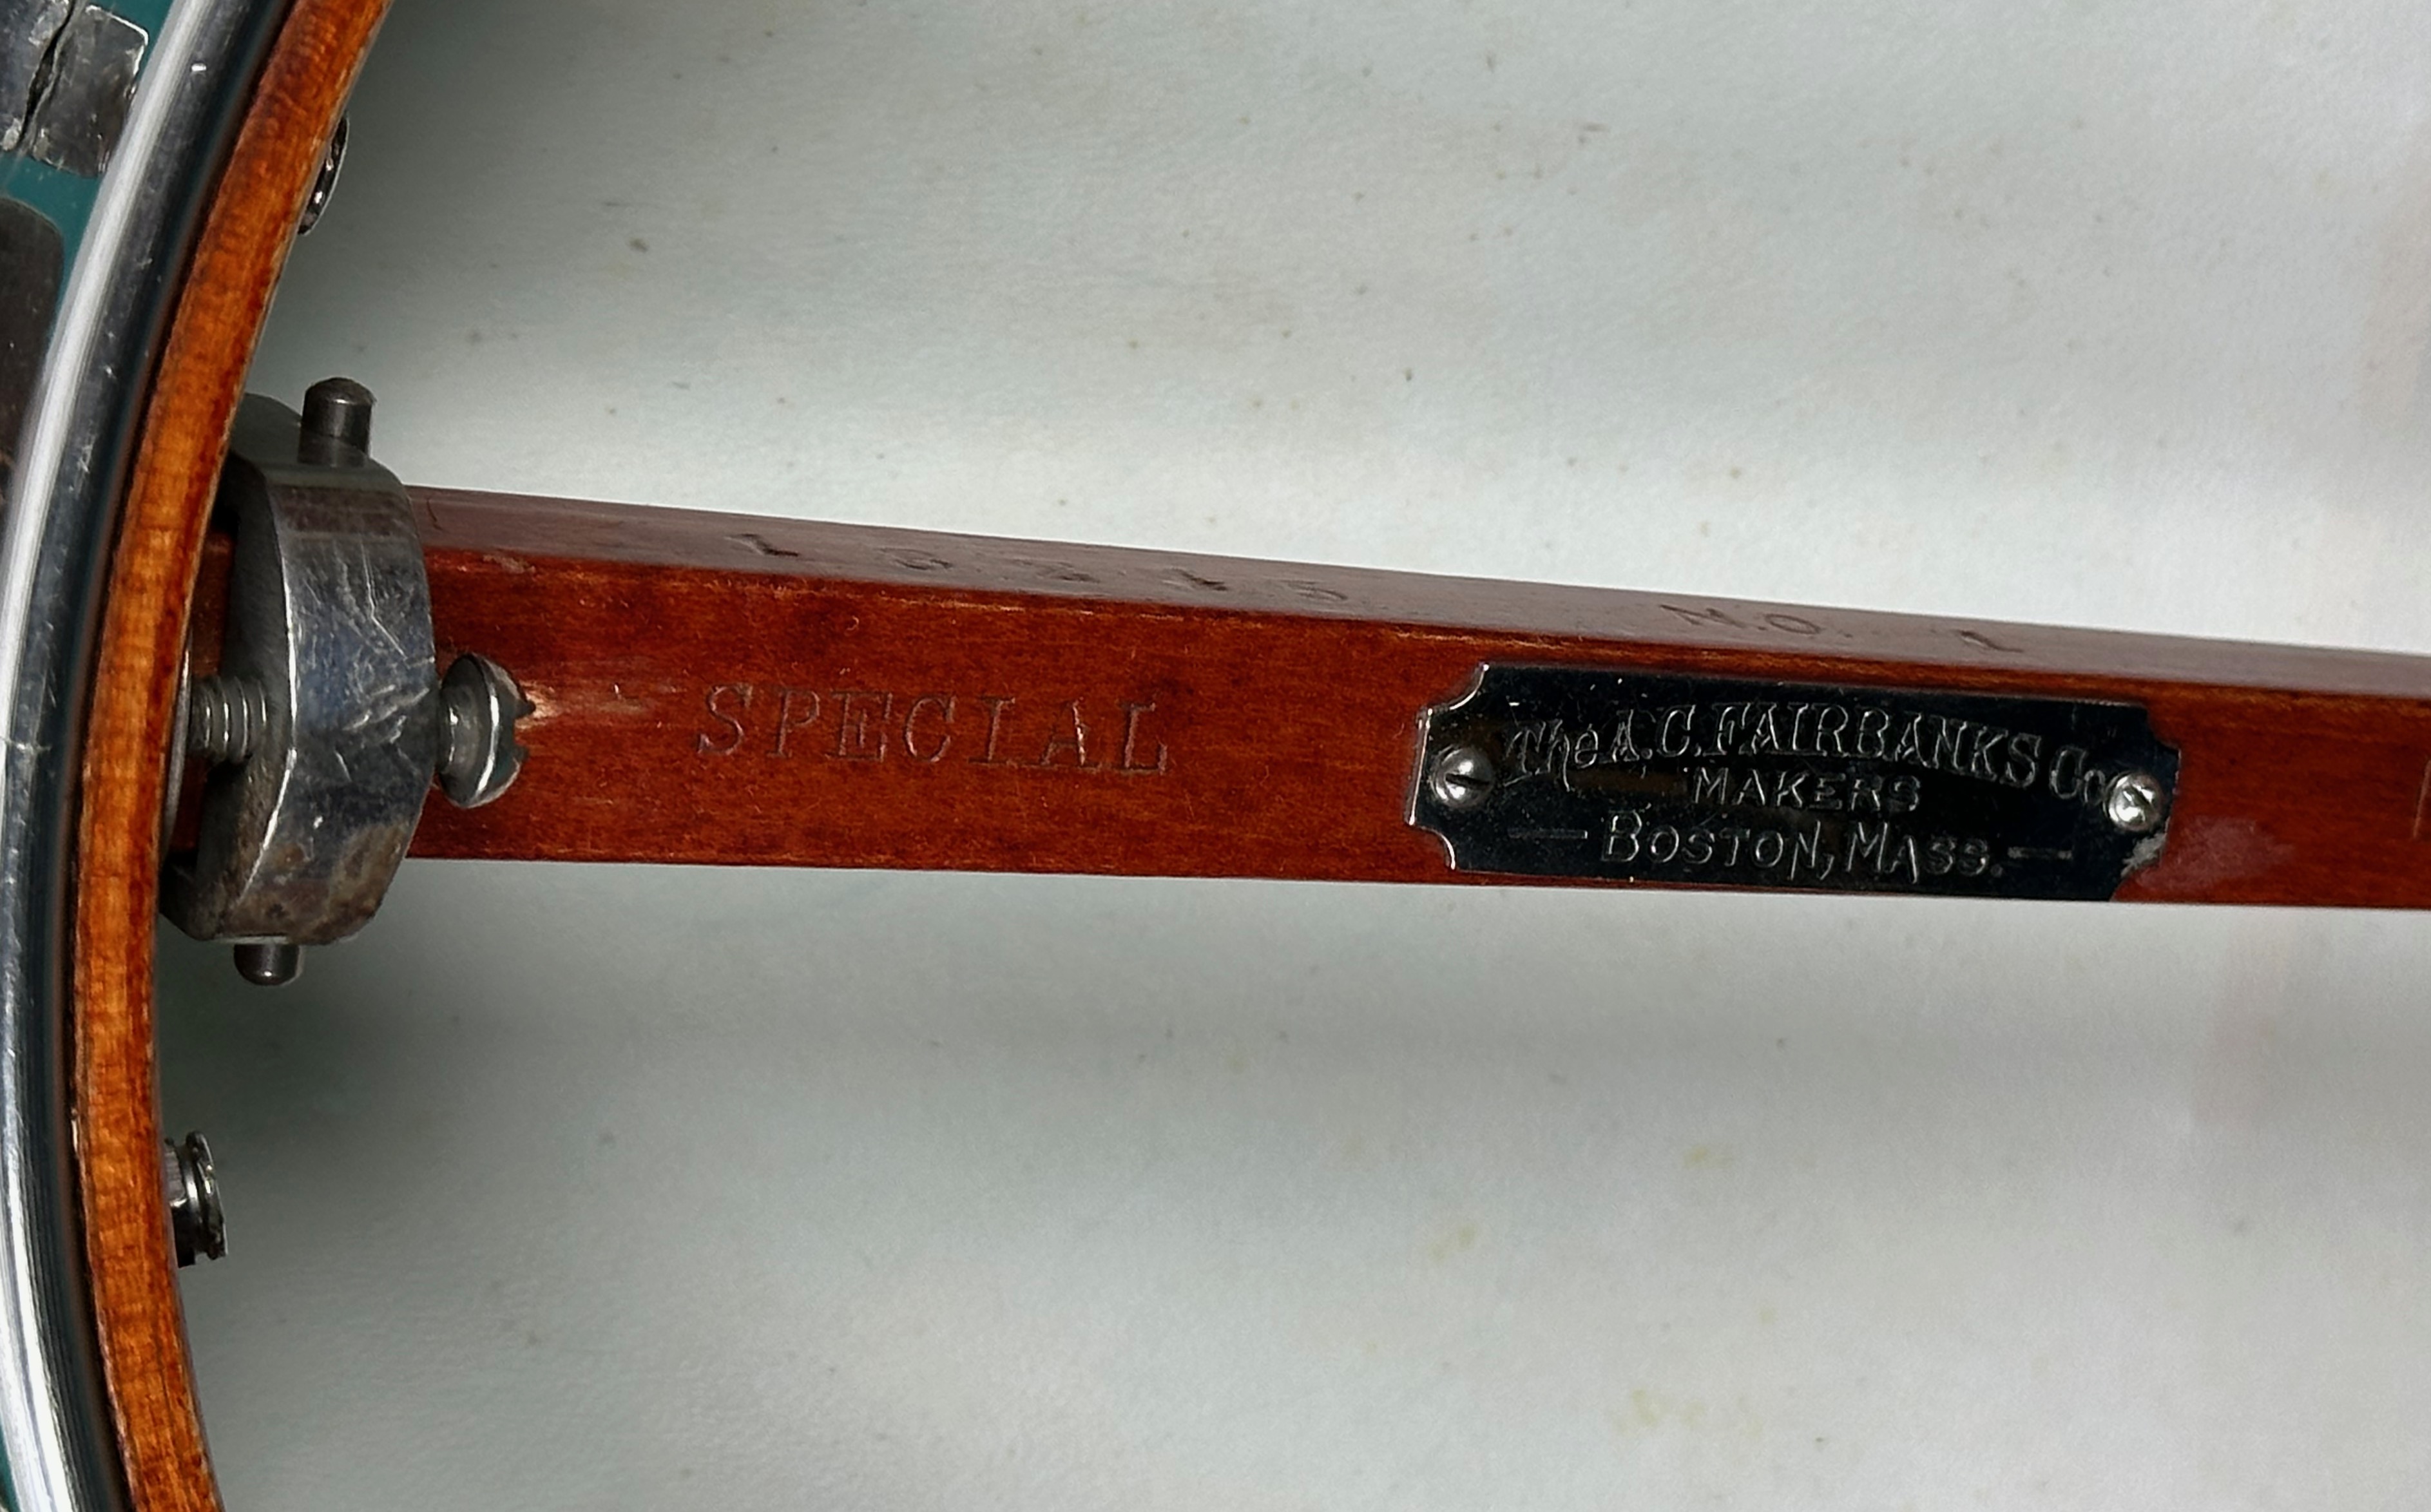 No. 1
SPECIAL
The A.C. FAIRBANKS Co
MAKERS
— BOSTON, MASS. —